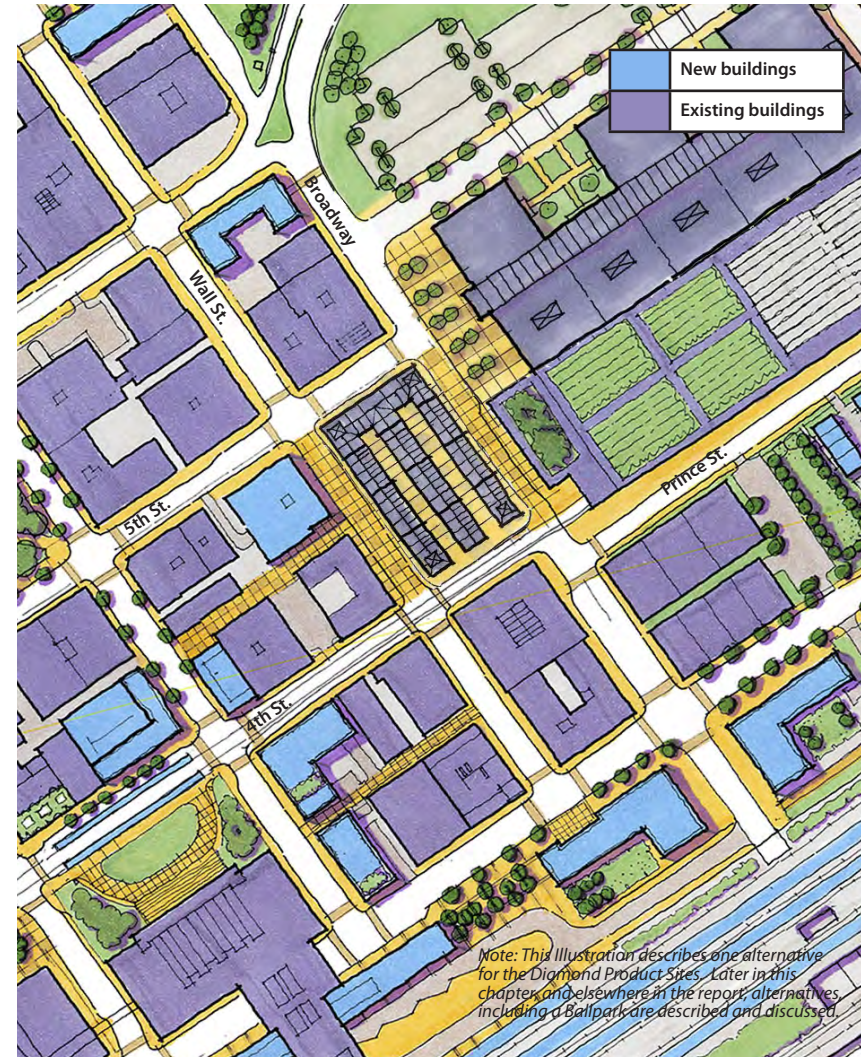 New buildings
Existing buildings
Broadway
Wall St.
5th St.
Prince St.
4th St.
Note: This Illustration describes one alternative
for the Diamond Product Sites. Later in this
chapter, and elsewhere in the report, alternatives,
including a Ballpark are described and discussed.